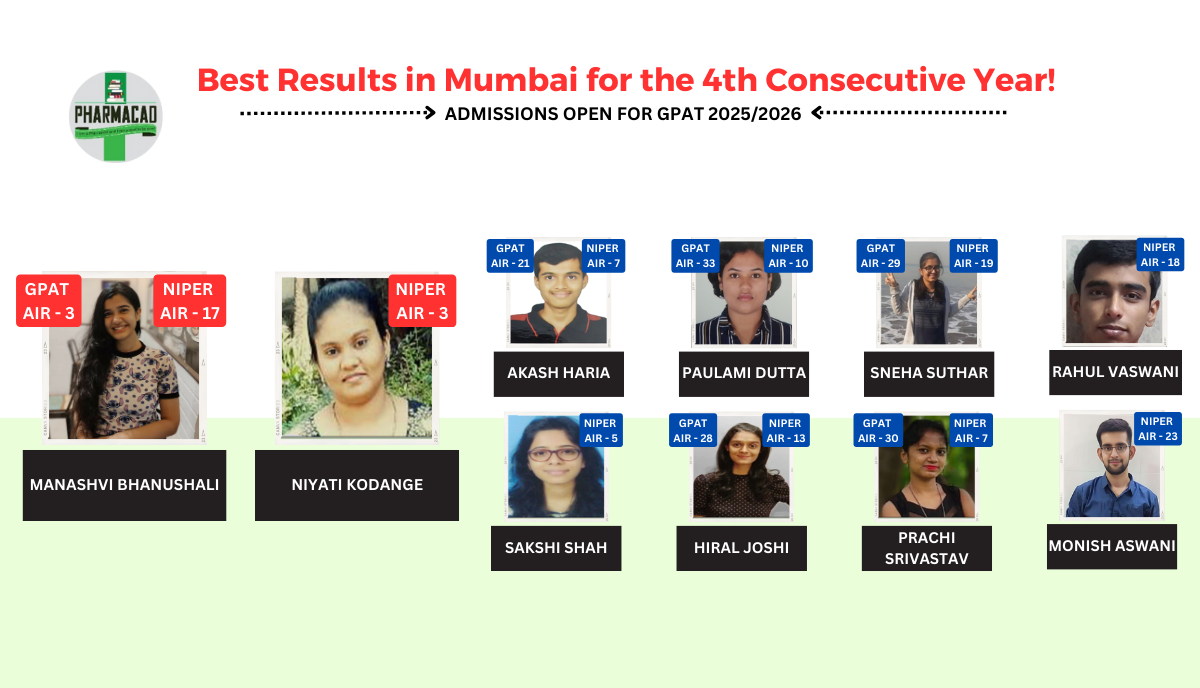 Best Results in Mumbai for the 4th Consecutive Year!
PHARMACAD
ADMISSIONS OPEN FOR GPAT 2025/2026
GPAT
AIR - 3
NIPER
AIR - 17
MANASHVI BHANUSHALI
NIPER
AIR - 3
NIYATI KODANGE
GPAT
AIR - 21
NIPER
AIR - 7
AKASH HARIA
GPAT
AIR - 33
NIPER
AIR - 10
PAULAMI DUTTA
GPAT
AIR - 29
NIPER
AIR - 19
SNEHA SUTHAR
NIPER
AIR - 18
RAHUL VASWANI
NIPER
AIR - 5
SAKSHI SHAH
GPAT
AIR - 28
NIPER
AIR - 13
HIRAL JOSHI
GPAT
AIR - 30
NIPER
AIR - 7
PRACHI
SRIVASTAV
NIPER
AIR - 23
MONISH ASWANI